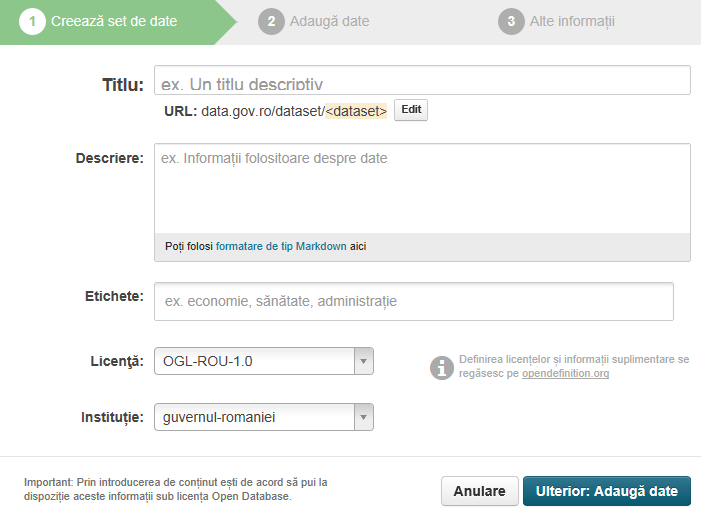 1 Creează set de date
2 Adaugă date
3 Alte informații
Titlu: ex. Un titlu descriptiv
URL: data.gov.ro/dataset/<dataset> Edit
Descriere: ex. Informații folositoare despre date
Poți folosi formatare de tip Markdown aici
Etichete: ex. economie, sănătate, administrație
Licență: OGL-ROU-1.0
Definirea licențelor și informații suplimentare se
regăsesc pe opendefinition.org
Instituție: guvernul-romaniei
Important: Prin introducerea de conținut ești de acord să pui la
dispoziție aceste informații sub licența Open Database.
Anulare
Ulterior: Adaugă date